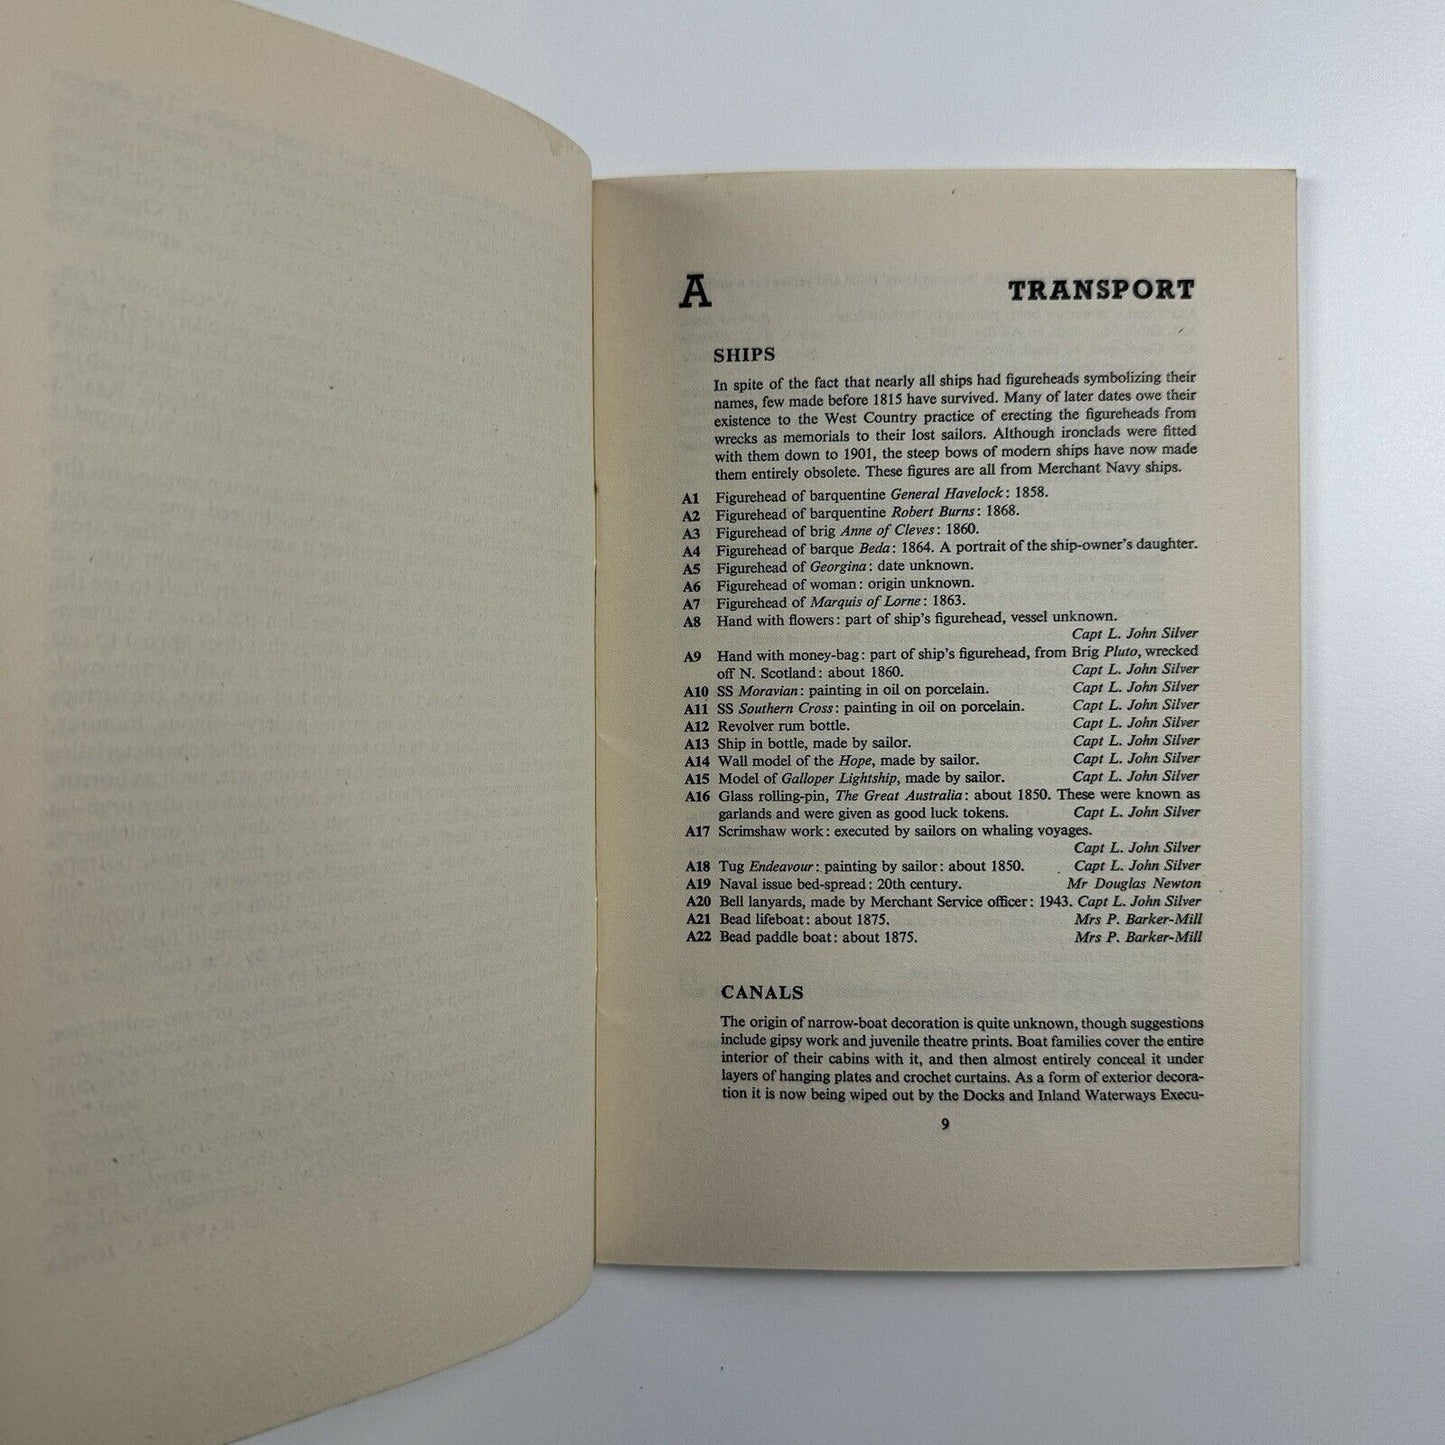 A TRANSPORT
SHIPS
In spite of the fact that nearly all ships had figureheads symbolizing their
names, few made before 1815 have survived. Many of later dates owe their
existence to the West Country practice of erecting the figureheads from
wrecks as memorials to their lost sailors. Although ironclads were fitted
with them down to 1901, the steep bows of modern ships have now made
them entirely obsolete. These figures are all from Merchant Navy ships.
A1 Figurehead of barquentine General Havelock: 1858.
A2 Figurehead of barquentine Robert Burns: 1868.
A3 Figurehead of brig Anne of Cleves: 1860.
A4 Figurehead of barque Beda: 1864. A portrait of the ship-owner's daughter.
A5 Figurehead of Georgina: date unknown.
A6 Figurehead of woman: origin unknown.
A7 Figurehead of Marquis of Lorne: 1863.
A8 Hand with flowers: part of ship's figurehead, vessel unknown.
Capt L. John Silver
A9 Hand with money-bag: part of ship's figurehead, from Brig Pluto, wrecked
off N. Scotland: about 1860. Capt L. John Silver
A10 SS Moravian: painting in oil on porcelain. Capt L. John Silver
A11 SS Southern Cross: painting in oil on porcelain. Capt L. John Silver
A12 Revolver rum bottle. Capt L. John Silver
A13 Ship in bottle, made by sailor. Capt L. John Silver
A14 Wall model of the Hope, made by sailor. Capt L. John Silver
A15 Model of Galloper Lightship, made by sailor. Capt L. John Silver
A16 Glass rolling-pin, The Great Australia: about 1850. These were known as
garlands and were given as good luck tokens. Capt L. John Silver
A17 Scrimshaw work: executed by sailors on whaling voyages.
Capt L. John Silver
A18 Tug Endeavour: painting by sailor: about 1850. Capt L. John Silver
A19 Naval issue bed-spread: 20th century. Mr Douglas Newton
A20 Bell lanyards, made by Merchant Service officer: 1943. Capt L. John Silver
A21 Bead lifeboat: about 1875. Mrs P. Barker-Mill
A22 Bead paddle boat: about 1875. Mrs P. Barker-Mill
CANALS
The origin of narrow-boat decoration is quite unknown, though suggestions
include gipsy work and juvenile theatre prints. Boat families cover the entire
interior of their cabins with it, and then almost entirely conceal it under
layers of hanging plates and crochet curtains. As a form of exterior decora-
tion it is now being wiped out by the Docks and Inland Waterways Execu-
9